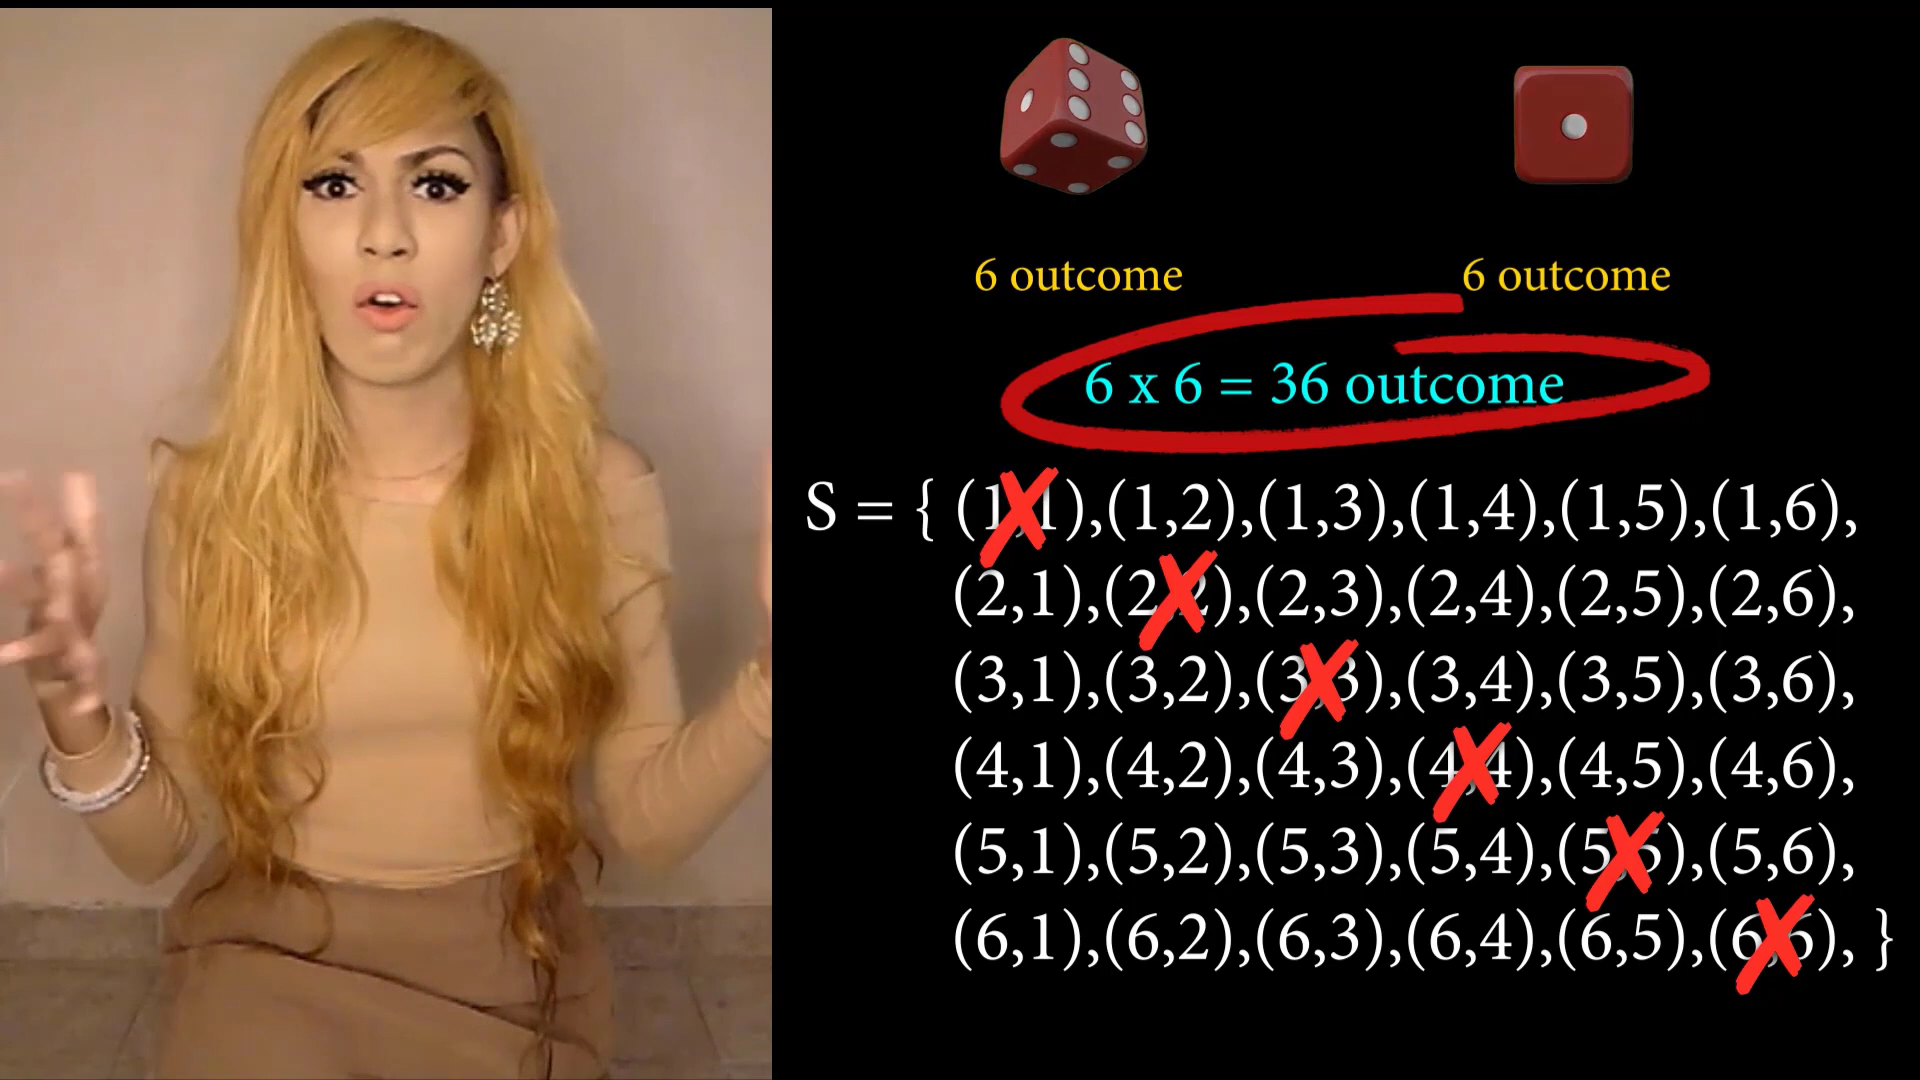 6 outcome 6 outcome
6 x 6 = 36 outcome
S = { (1,1),(1,2),(1,3),(1,4),(1,5),(1,6),
(2,1),(2,2),(2,3),(2,4),(2,5),(2,6),
(3,1),(3,2),(3,3),(3,4),(3,5),(3,6),
(4,1),(4,2),(4,3),(4,4),(4,5),(4,6),
(5,1),(5,2),(5,3),(5,4),(5,5),(5,6),
(6,1),(6,2),(6,3),(6,4),(6,5),(6,6), }